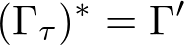 (Γ_τ)* = Γ′